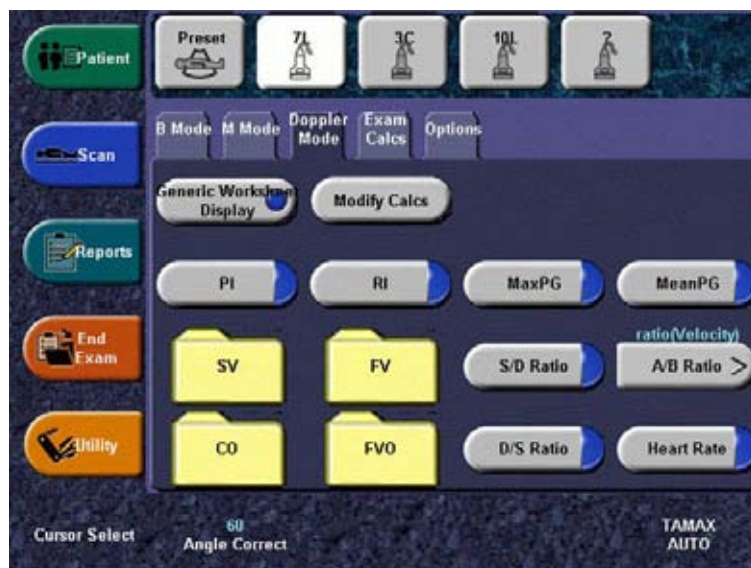 Patient
Preset
7L
3C
10L
?
Scan
B Mode
M Mode
Doppler
Mode
Exam
Calcs
Options
Generic Worksheet
Display
Modify Calcs
Reports
PI
RI
MaxPG
MeanPG
End
Exam
SV
FV
S/D Ratio
ratio(Velocity)
A/B Ratio >
Utility
CO
FVO
D/S Ratio
Heart Rate
Cursor Select
60
Angle Correct
TAMAX
AUTO